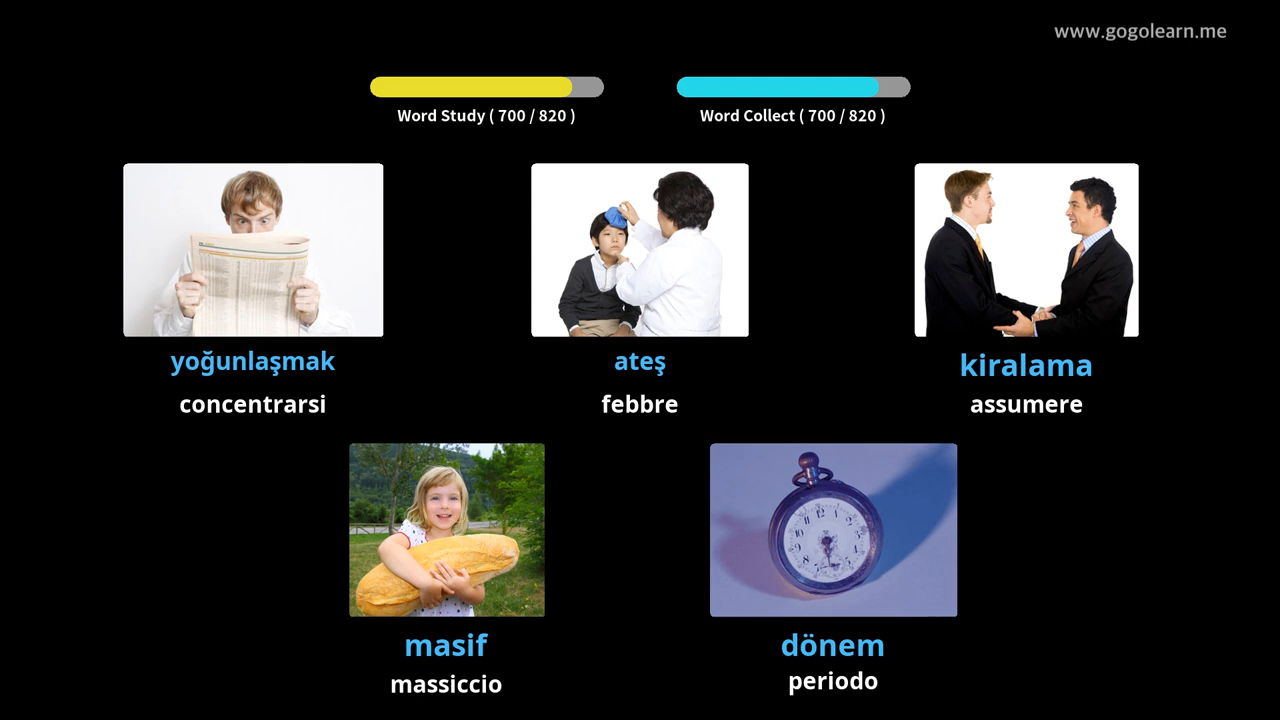 www.gogolearn.me
Word Study ( 700 / 820 )
Word Collect ( 700 / 820 )
yoğunlaşmak
concentrarsi
ateş
febbre
kiralama
assumere
masif
massiccio
dönem
periodo